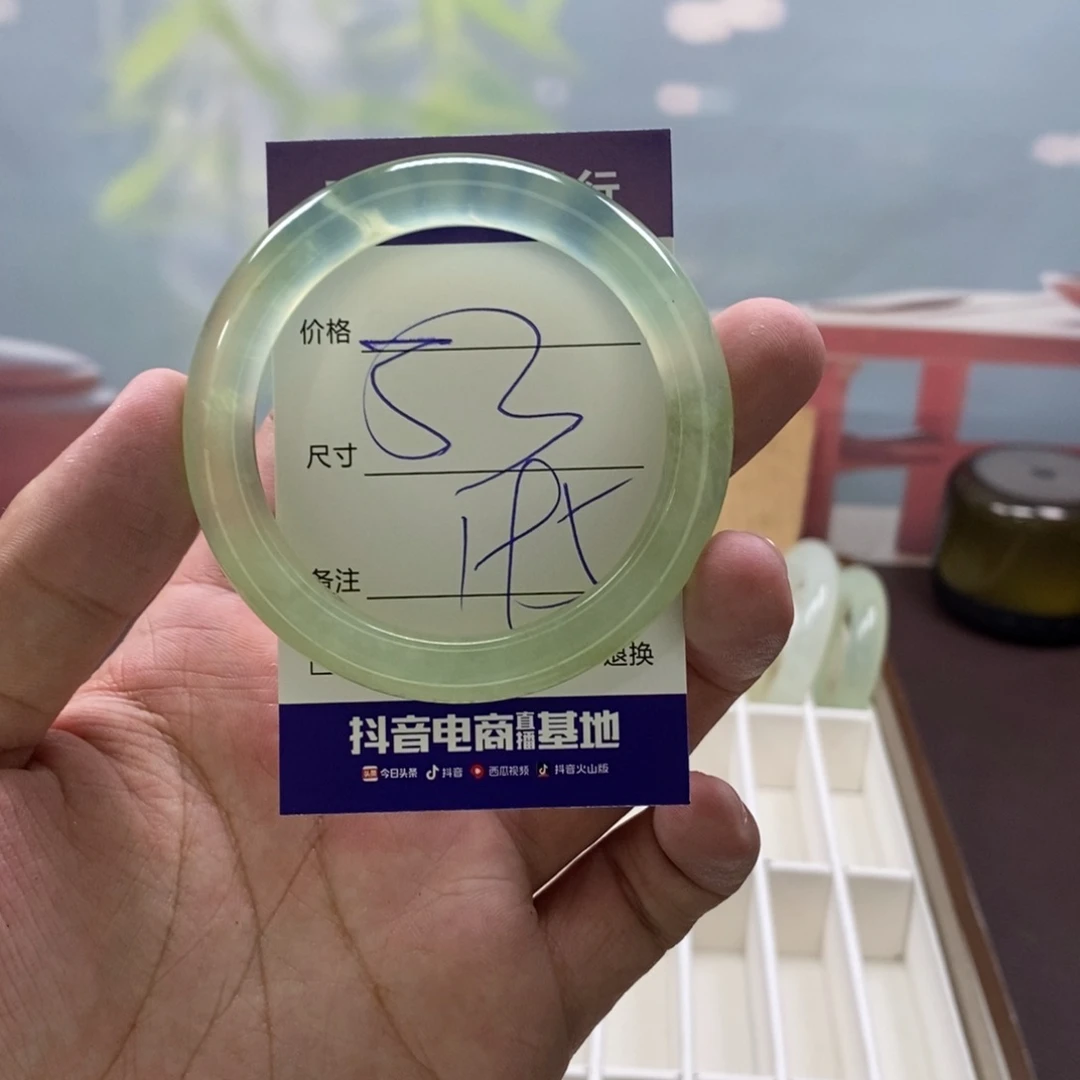 行
价格
53
尺寸
备注
退换
抖音电商直播基地
今日头条 抖音 西瓜视频 抖音火山版